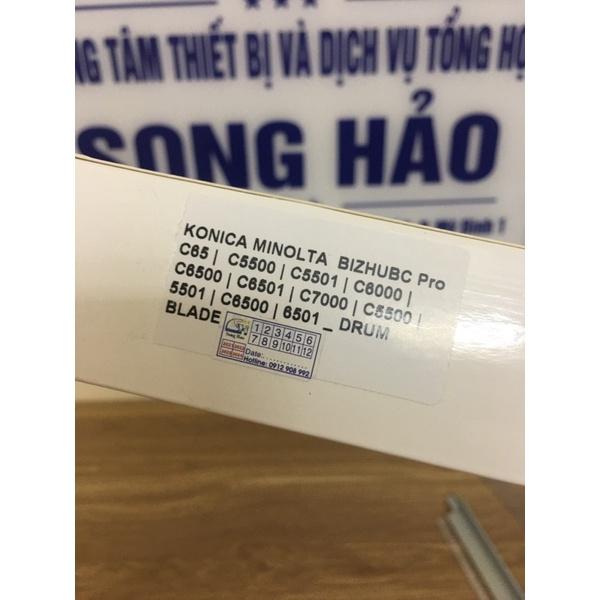 NG TÂM THIẾT BỊ VÀ DỊCH VỤ TỔNG HỢ
SONG HẢO
KONICA MINOLTA BIZHUBC Pro
C65 | C5500 | C5501 | C6000 |
C6500 | C6501 | C7000 | C5500 |
5501 | C6500 | 6501 _ DRUM
BLADE
1 2 3 4 5 6
7 8 9 10 11 12
Date:
Hotline: 0912 908 992